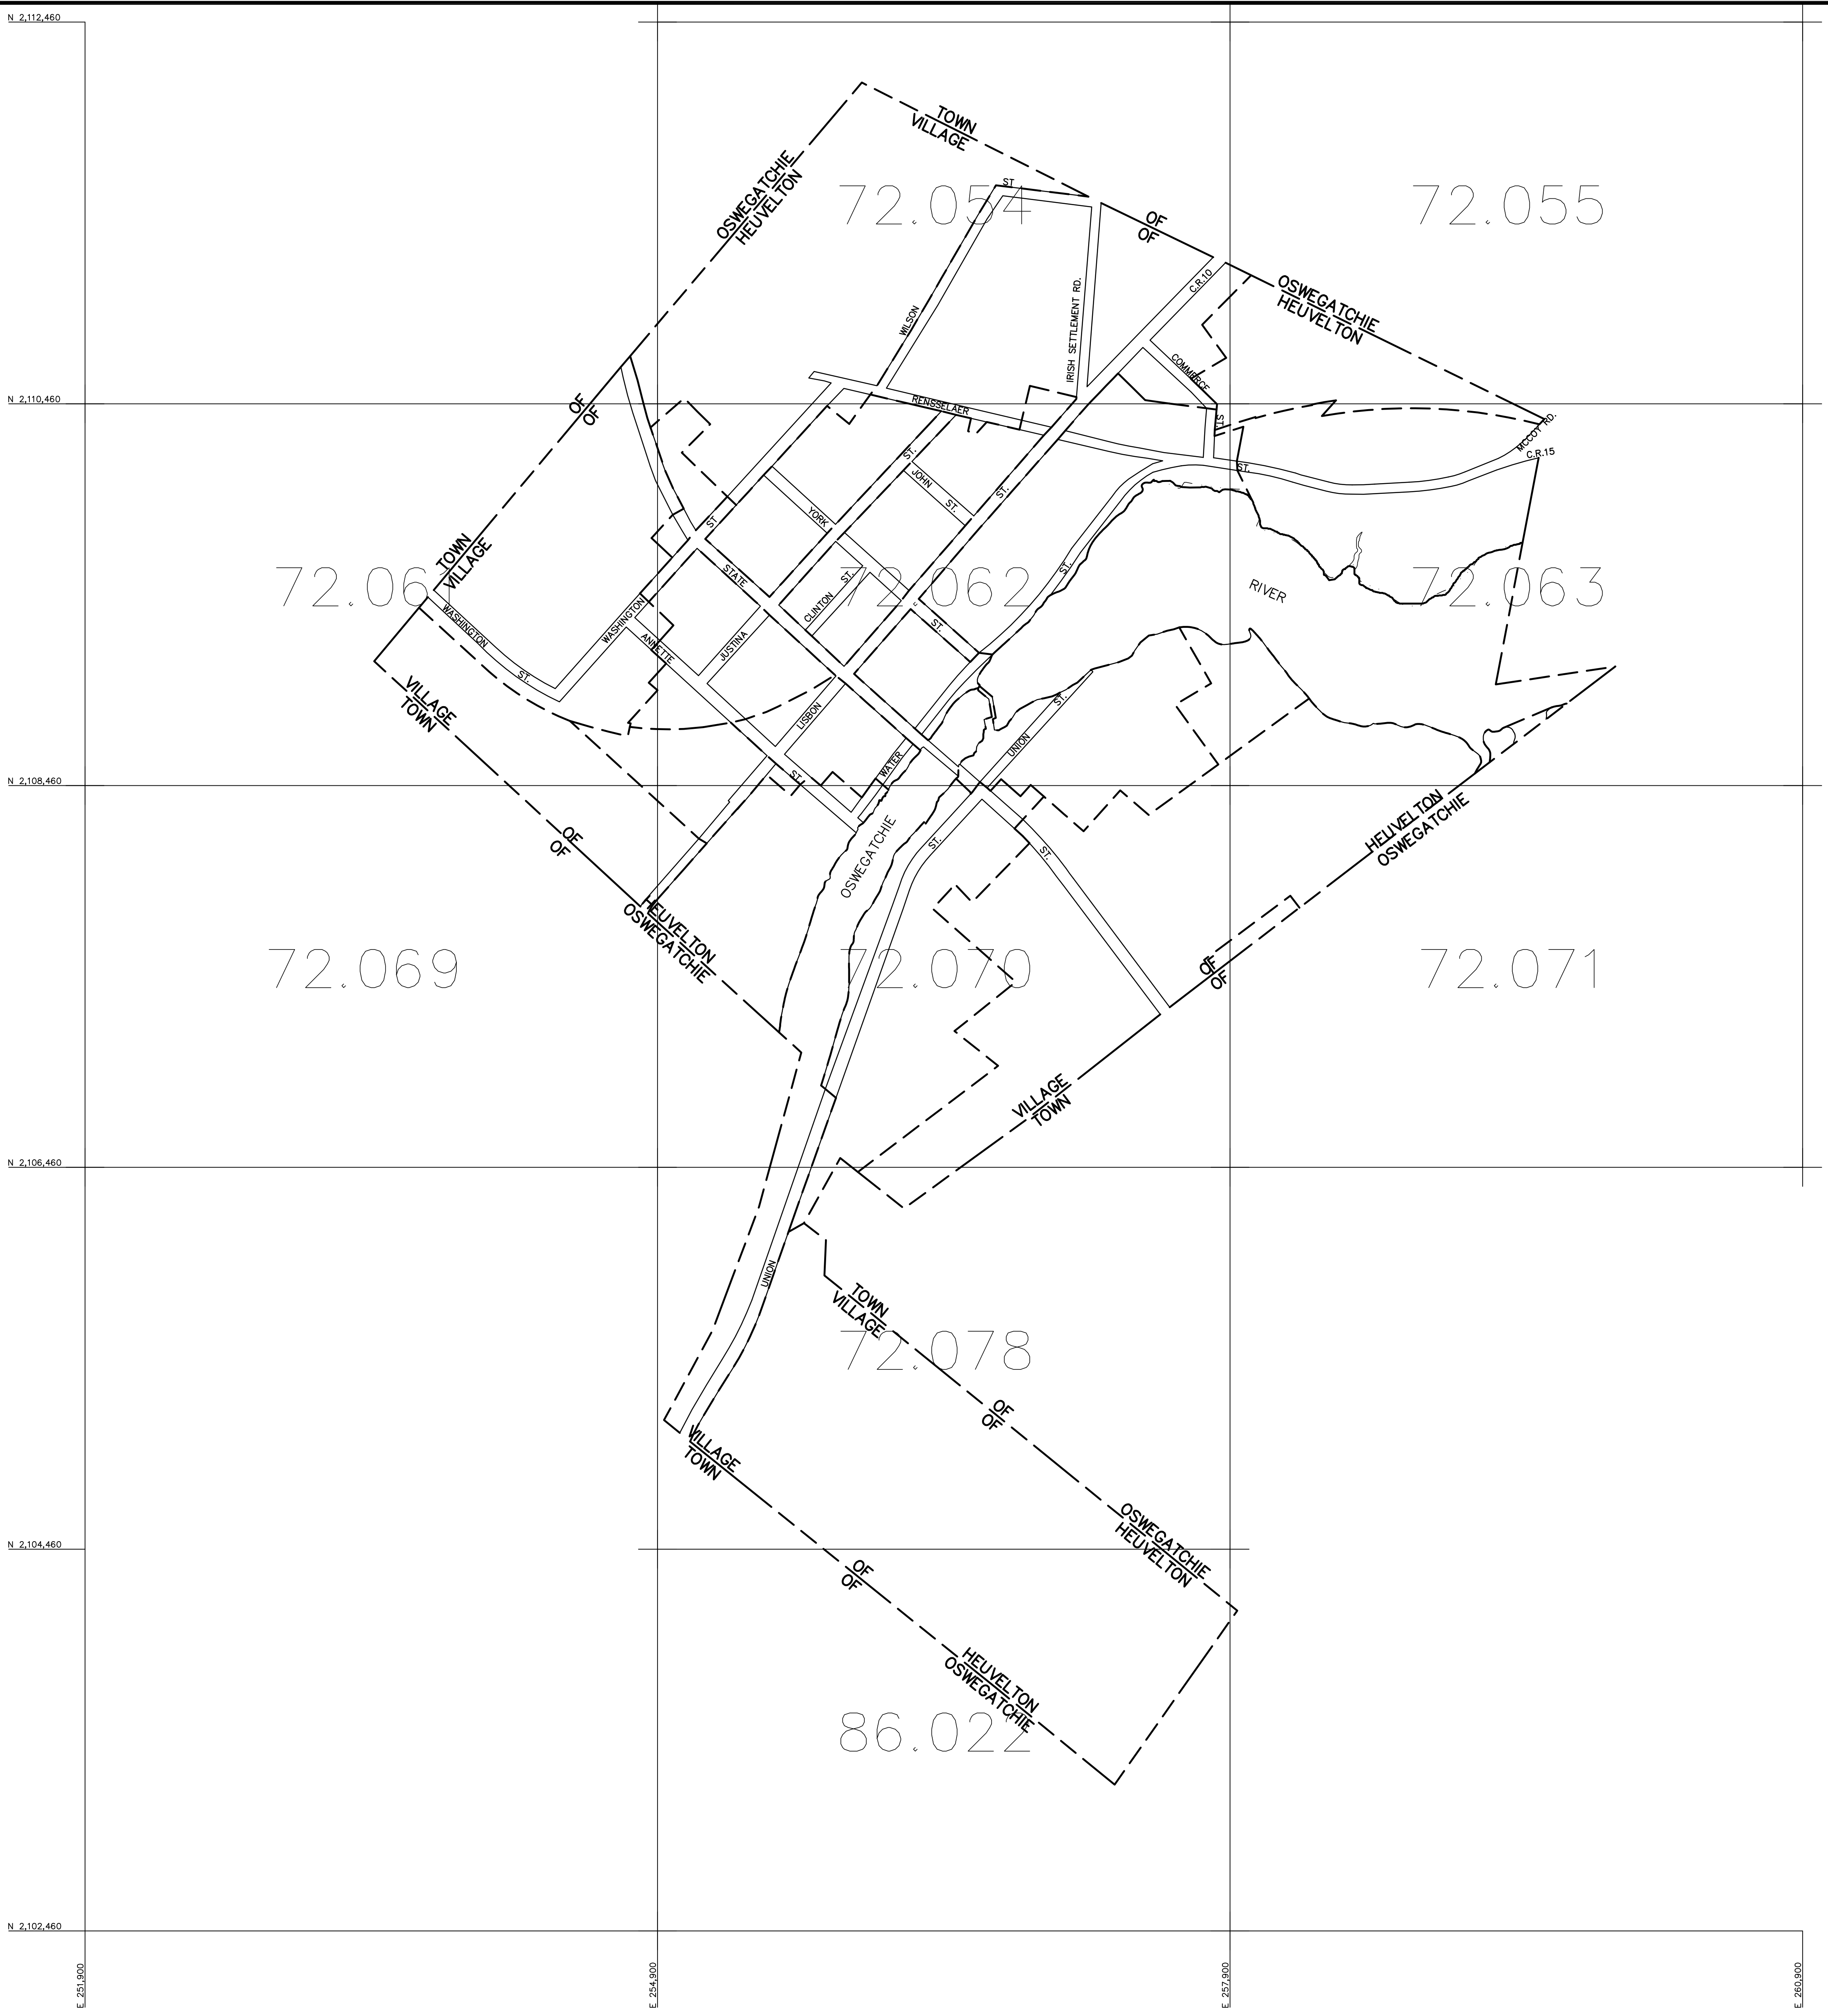 N 2,112,460
TOWN
VILLAGE
OSWEGATCHIE
HEUVELTON
ST
72.054
72.055
OF
OF
C.R.10
IRISH SETTLEMENT RD.
OSWEGATCHIE
HEUVELTON
WILSON
COMMERCE
ST.
N 2,110,460
RENSSELAER
OF
OF
MCCOY RD.
C.R.15
ST.
ST.
JOHN
ST.
ST.
YORK
ST
TOWN
VILLAGE
72.06
STATE
ST.
72.062
ST.
72.063
RIVER
WASHINGTON
WASHINGTON
CLINTON
ST.
ANNETTE
JUSTINA
ST.
VILLAGE
TOWN
LISBON
ST.
UNION
WATER
ST.
N 2,108,460
HEUVELTON
OSWEGATCHIE
OF
OF
OSWEGATCHIE
ST.
ST.
HEUVELTON
OSWEGATCHIE
72.069
72.070
OF
OF
72.071
VILLAGE
TOWN
N 2,106,460
UNION
TOWN
VILLAGE
72.078
OF
OF
VILLAGE
TOWN
OSWEGATCHIE
HEUVELTON
N 2,104,460
OF
OF
HEUVELTON
OSWEGATCHIE
86.022
N 2,102,460
E 251,900
E 254,900
E 257,900
E 260,900